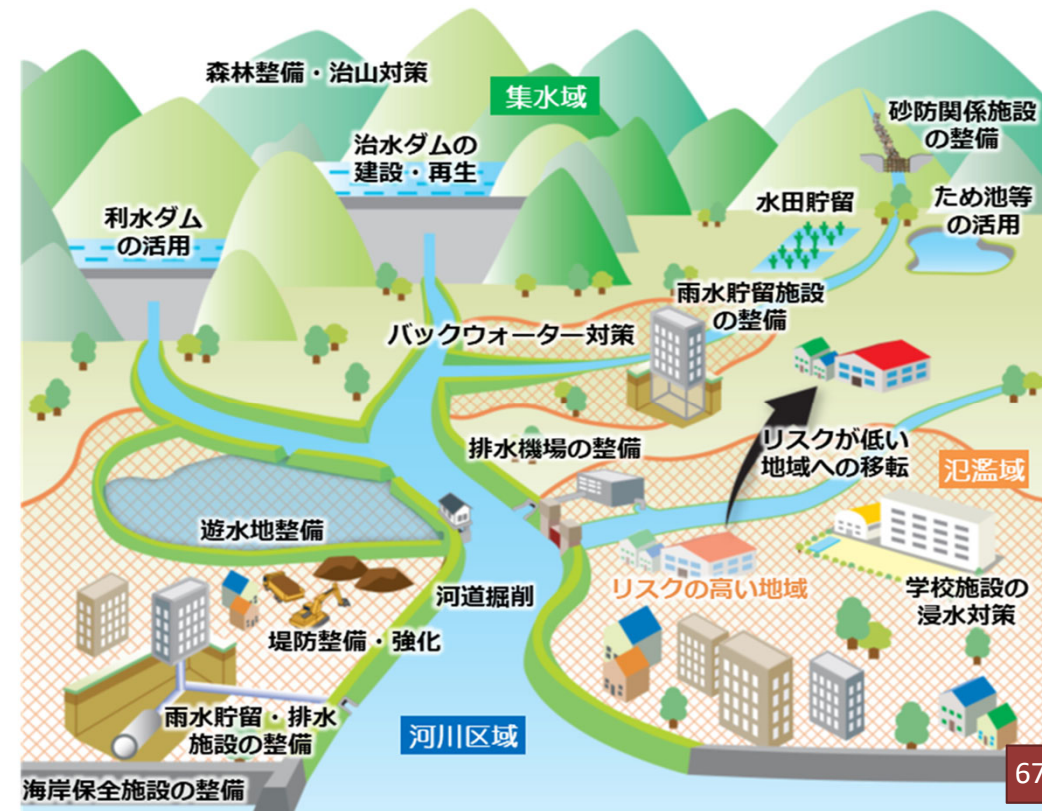 森林整備・治山対策
集水域
砂防関係施設
の整備
治水ダムの
建設・再生
水田貯留
ため池等
の活用
利水ダム
の活用
雨水貯留施設
の整備
バックウォーター対策
排水機場の整備
リスクが低い
地域への移転
氾濫域
遊水地整備
河道掘削
リスクの高い地域
学校施設の
浸水対策
堤防整備・強化
雨水貯留・排水
施設の整備
河川区域
海岸保全施設の整備
67